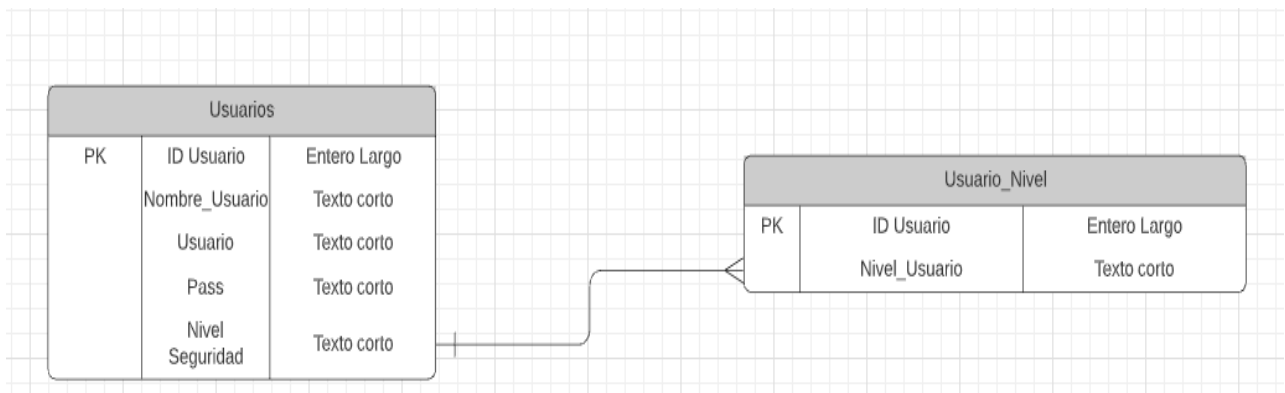 Usuarios
PK ID Usuario Entero Largo
Nombre_Usuario Texto corto
Usuario Texto corto
Pass Texto corto
Nivel
Seguridad Texto corto
Usuario_Nivel
PK ID Usuario Entero Largo
Nivel_Usuario Texto corto